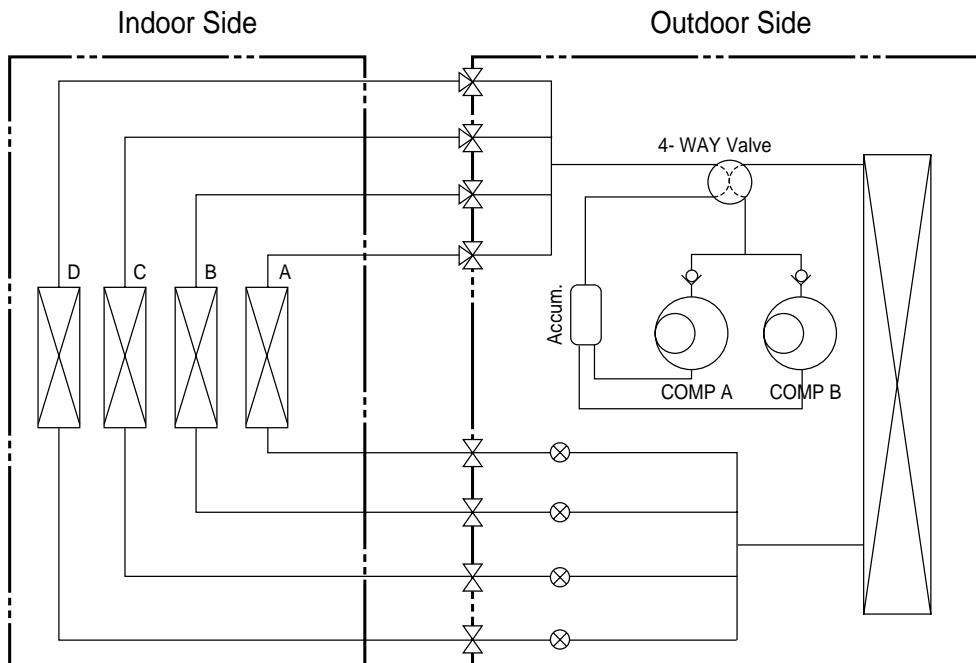 Indoor Side
Outdoor Side
4- WAY Valve
D
C
B
A
Accum.
COMP A
COMP B